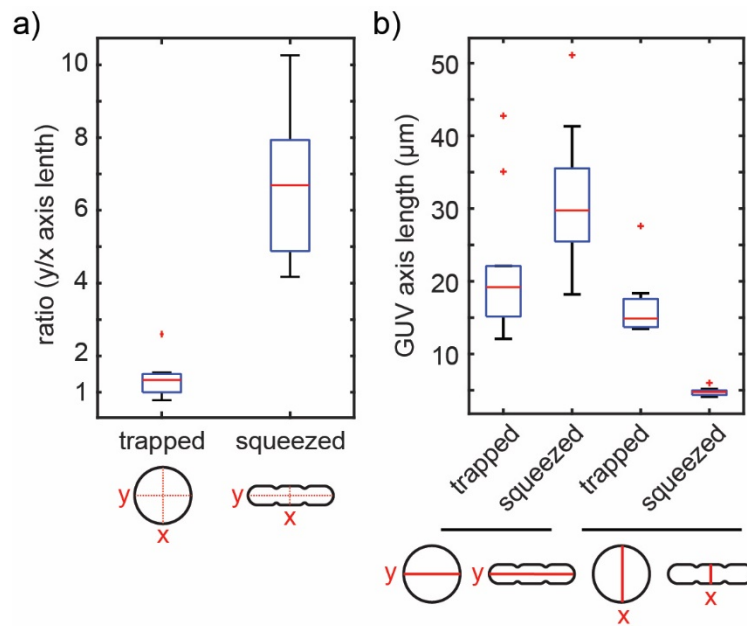 a)
ratio (y/x axis lenth)
10
8
6
4
2
1
trapped
squeezed
y
x
y
x
b)
GUV axis length (µm)
50
40
30
20
10
trapped
squeezed
trapped
squeezed
y
y
x
x